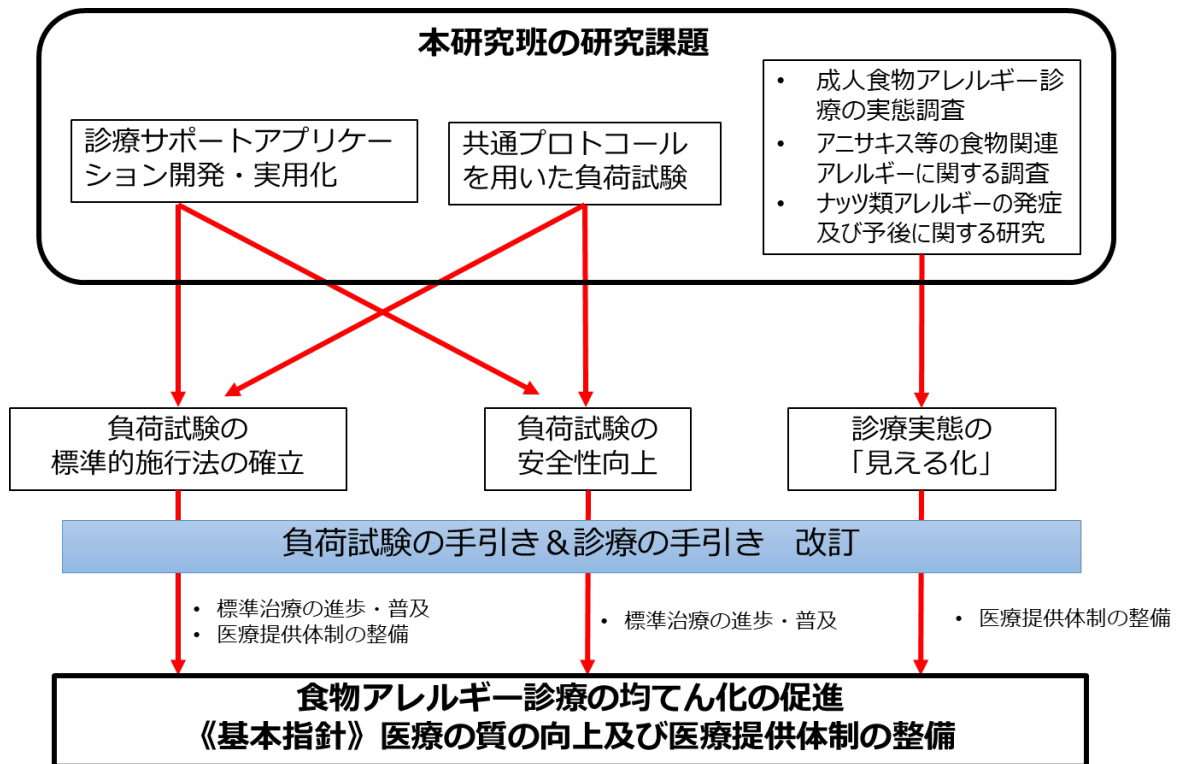 本研究班の研究課題
診療サポートアプリケー
ション開発・実用化
共通プロトコール
を用いた負荷試験
• 成人食物アレルギー診
療の実態調査
• アニサキス等の食物関連
アレルギーに関する調査
• ナッツ類アレルギーの発症
及び予後に関する研究
負荷試験の
標準的施行法の確立
負荷試験の
安全性向上
診療実態の
「見える化」
負荷試験の手引き＆診療の手引き　改訂
• 標準治療の進歩・普及
• 医療提供体制の整備
• 標準治療の進歩・普及
• 医療提供体制の整備
食物アレルギー診療の均てん化の促進
《基本指針》医療の質の向上及び医療提供体制の整備